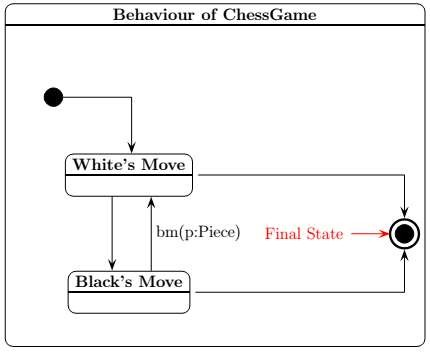 Behaviour of ChessGame
White's Move
bm(p:Piece)
Final State
Black's Move